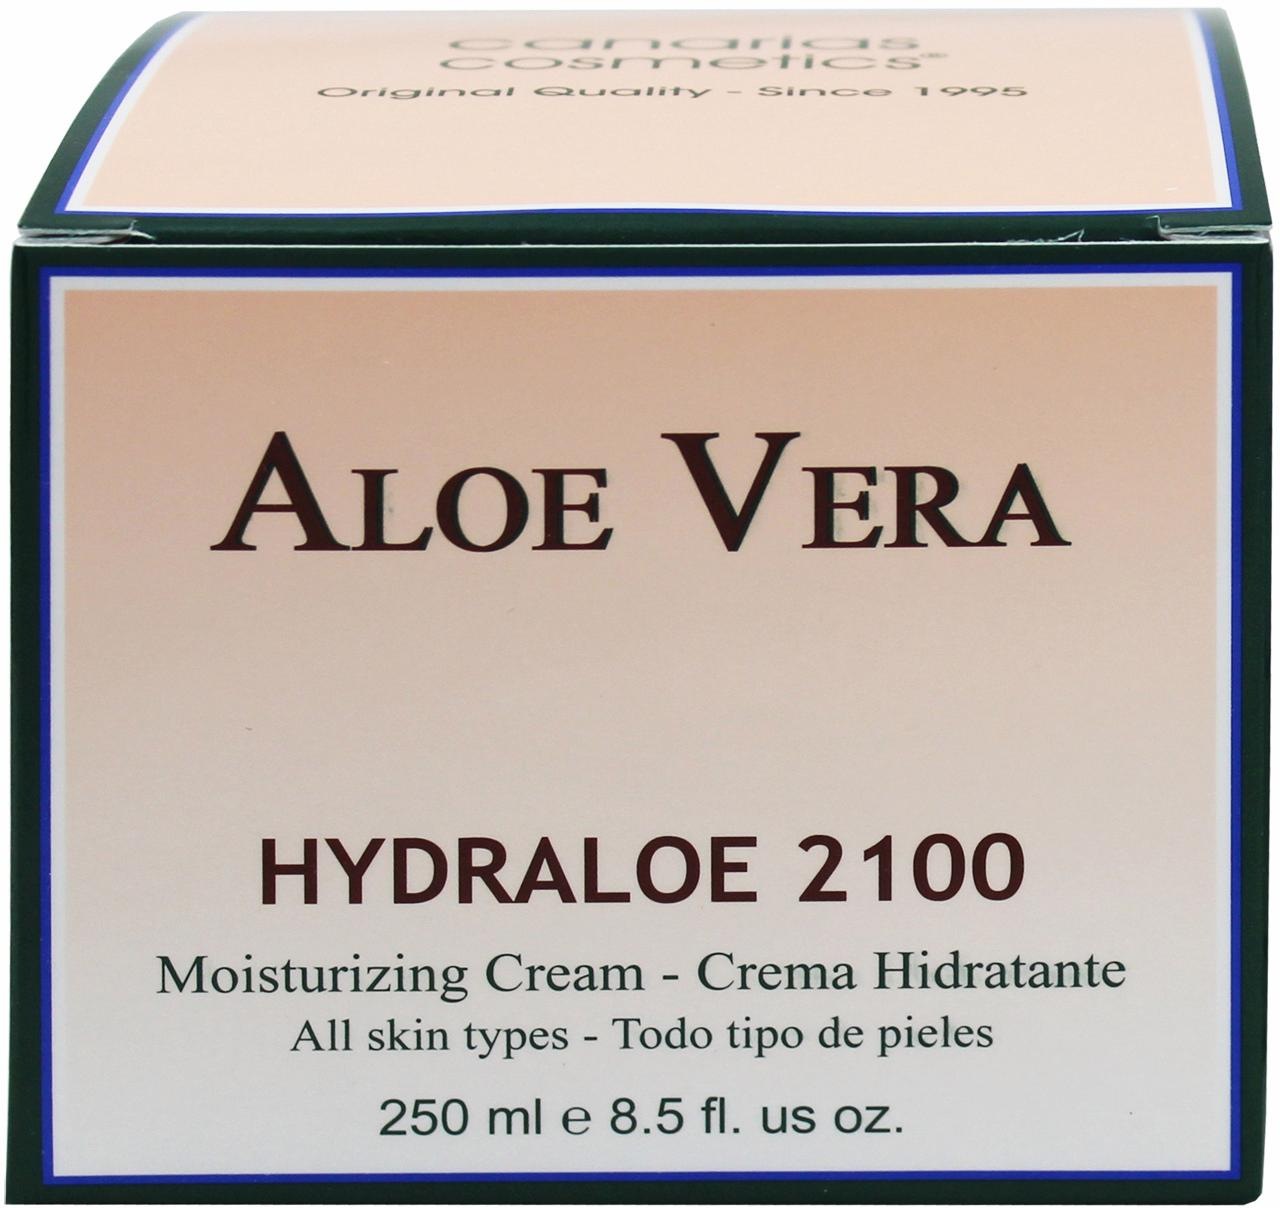 canarias
cosmetics®
Original Quality - Since 1995
ALOE VERA
HYDRALOE 2100
Moisturizing Cream - Crema Hidratante
All skin types - Todo tipo de pieles
250 ml ℮ 8.5 fl. us oz.